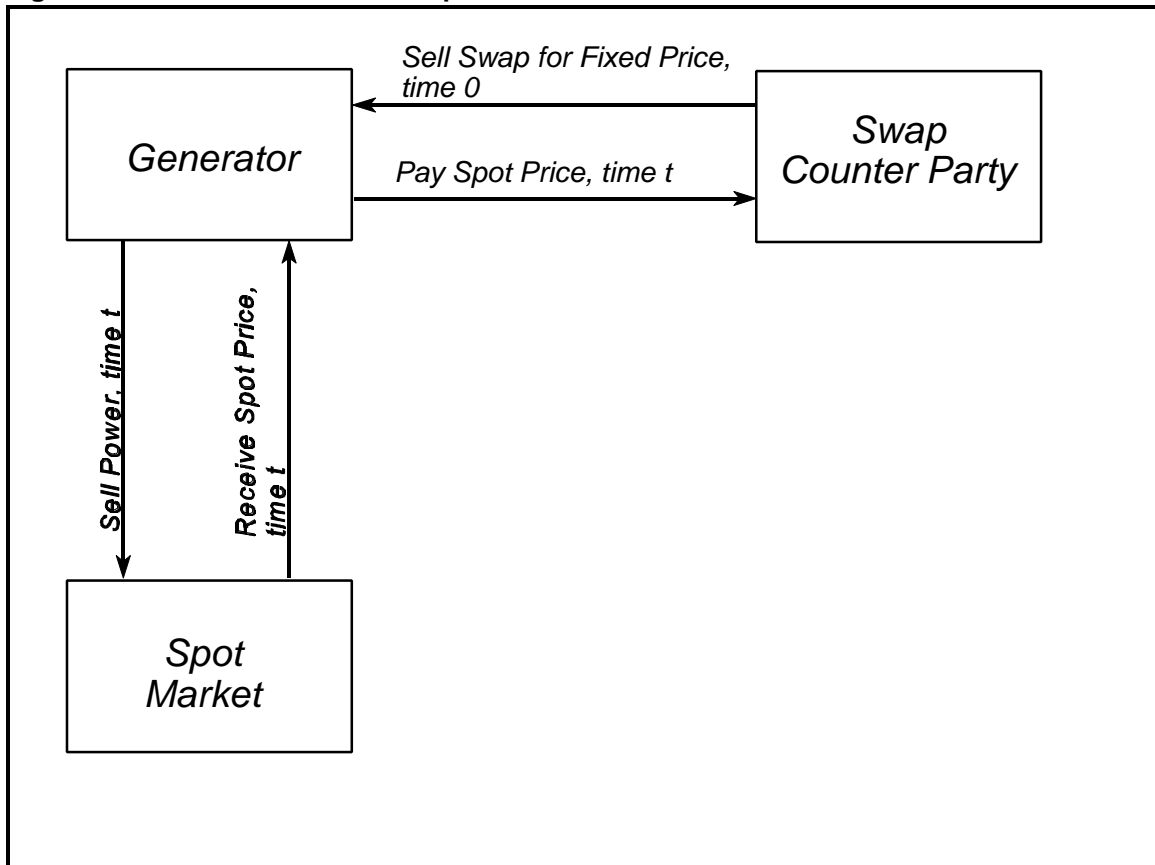 Sell Swap for Fixed Price,
time 0
Generator
Swap
Counter Party
Pay Spot Price, time t
Sell Power, time t
Receive Spot Price,
time t
Spot
Market